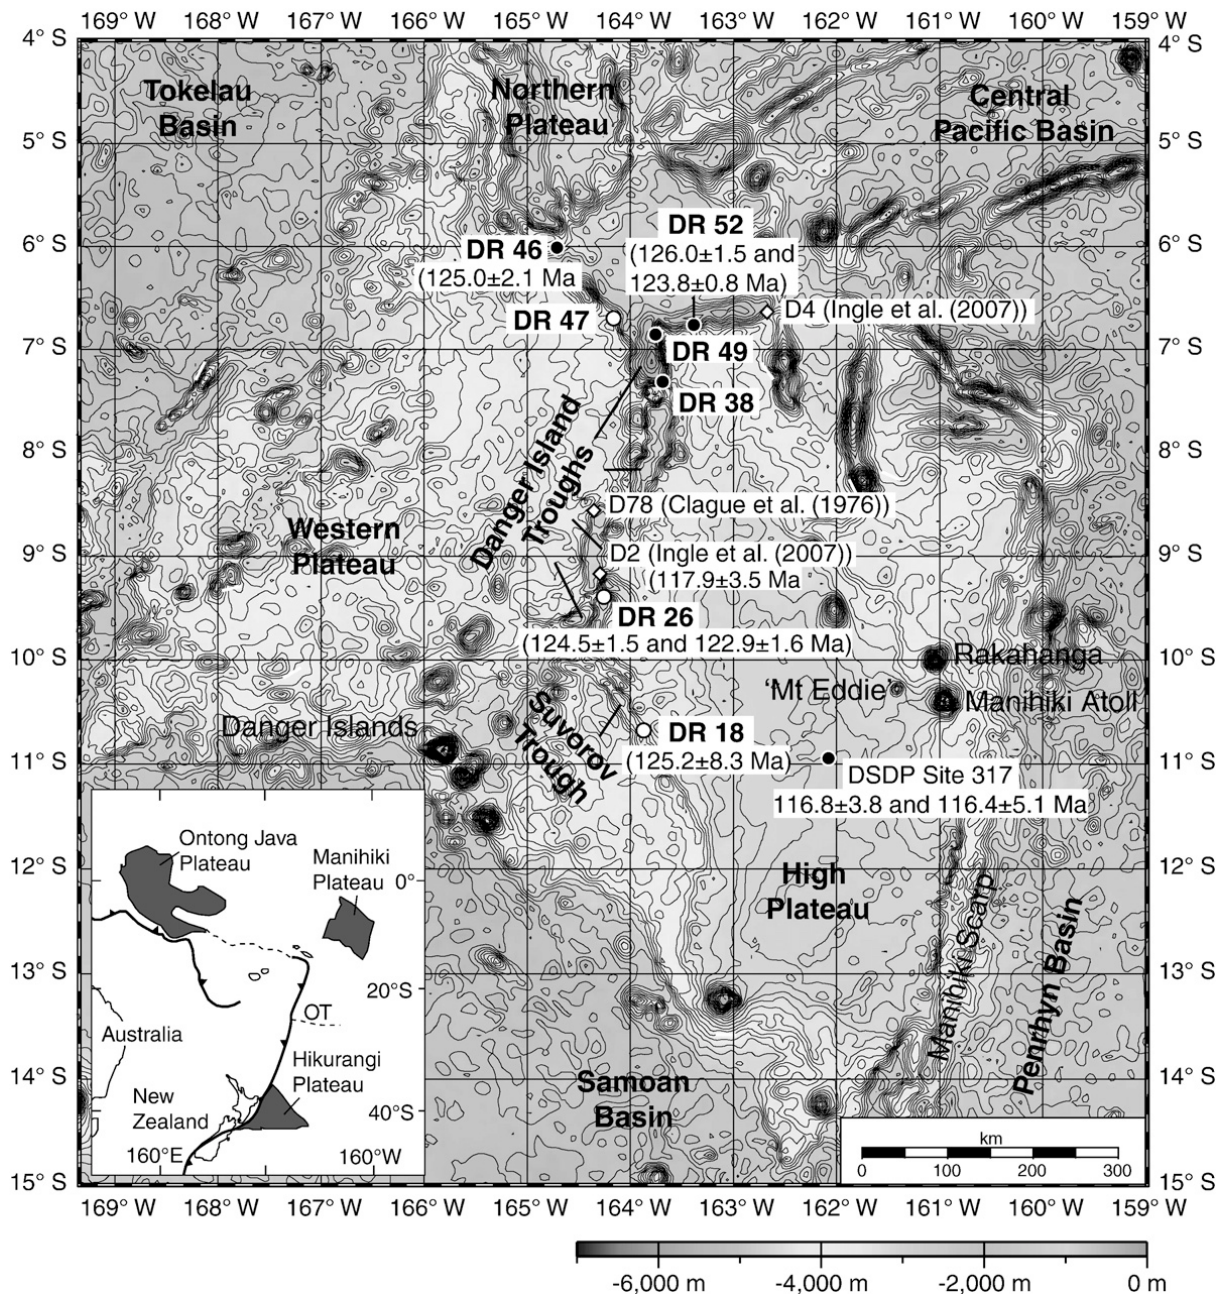 169° W 168° W 167° W 166° W 165° W 164° W 163° W 162° W 161° W 160° W 159° W
4° S 4° S
Tokelau
Basin
Northern
Plateau
Central
Pacific Basin
5° S 5° S
DR 52
(126.0±1.5 and
123.8±0.8 Ma)
6° S 6° S
DR 46
(125.0±2.1 Ma
D4 (Ingle et al. (2007))
DR 47
7° S 7° S
DR 49
DR 38
Danger Island
Troughs
8° S 8° S
D78 (Clague et al. (1976))
Western
Plateau
9° S 9° S
D2 (Ingle et al. (2007))
(117.9±3.5 Ma
DR 26
(124.5±1.5 and 122.9±1.6 Ma)
10° S 10° S
Rakahanga
'Mt Eddie'
Manihiki Atoll
Danger Islands
Suvorov
Trough
DR 18
(125.2±8.3 Ma)
11° S 11° S
DSDP Site 317
116.8±3.8 and 116.4±5.1 Ma
12° S 12° S
High
Plateau
Manihiki Scarp
Penrhyn Basin
13° S 13° S
14° S 14° S
Samoan
Basin
15° S 15° S
Ontong Java
Plateau
Manihiki
Plateau
0°
20°S
OT
Australia
Hikurangi
Plateau
New
Zealand
40°S
160°E 160°W
km
0 100 200 300
169° W 168° W 167° W 166° W 165° W 164° W 163° W 162° W 161° W 160° W 159° W
-6,000 m -4,000 m -2,000 m 0 m